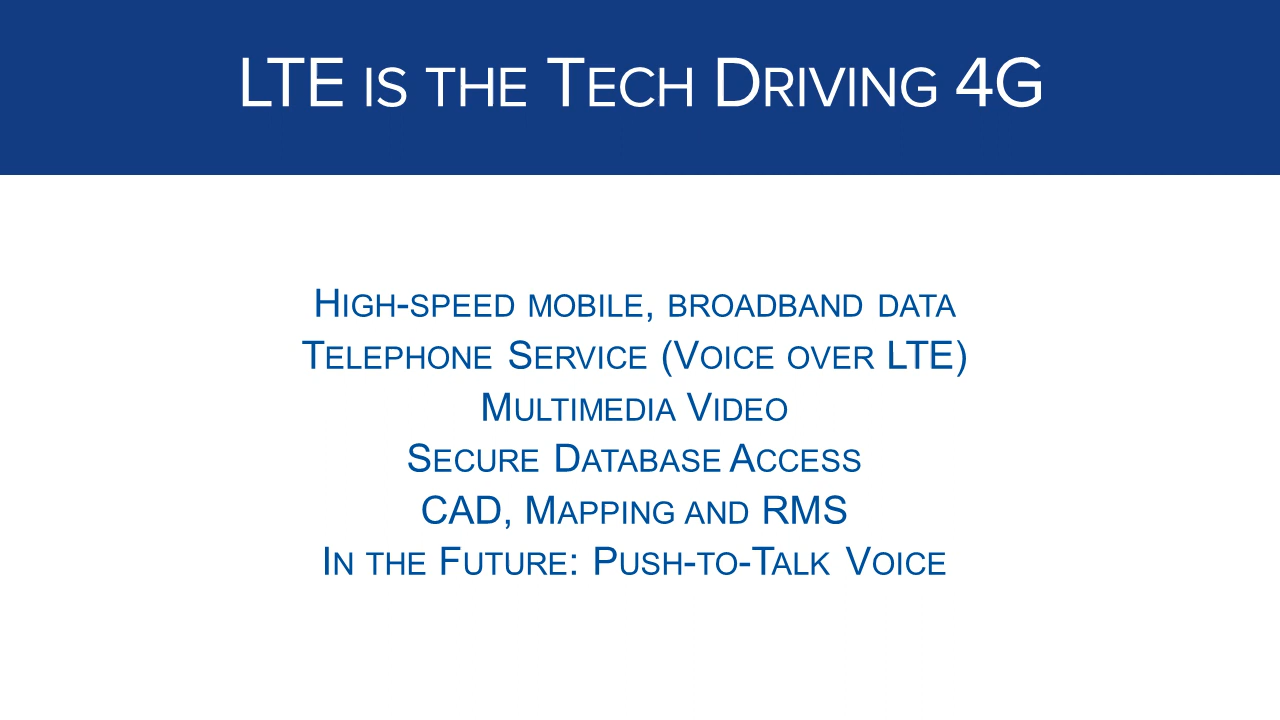 LTE is the Tech Driving 4G
High-speed mobile, broadband data
Telephone Service (Voice over LTE)
Multimedia Video
Secure Database Access
CAD, Mapping and RMS
In the Future: Push-to-Talk Voice